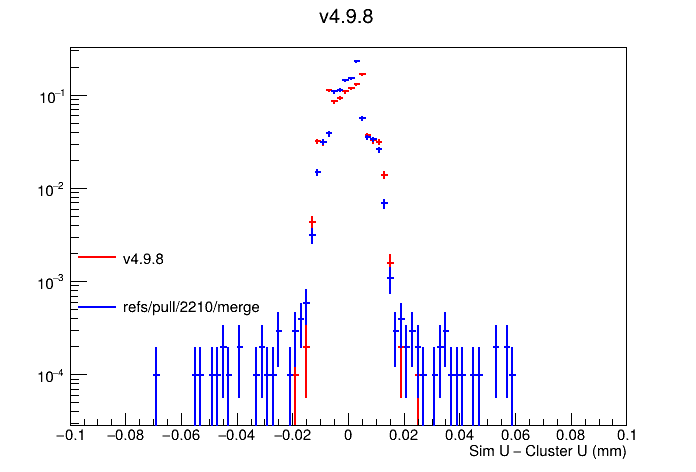 v4.9.8
10⁻¹
10⁻²
v4.9.8
10⁻³
refs/pull/2210/merge
10⁻⁴
−0.1 −0.08 −0.06 −0.04 −0.02 0 0.02 0.04 0.06 0.08 0.1
Sim U − Cluster U (mm)